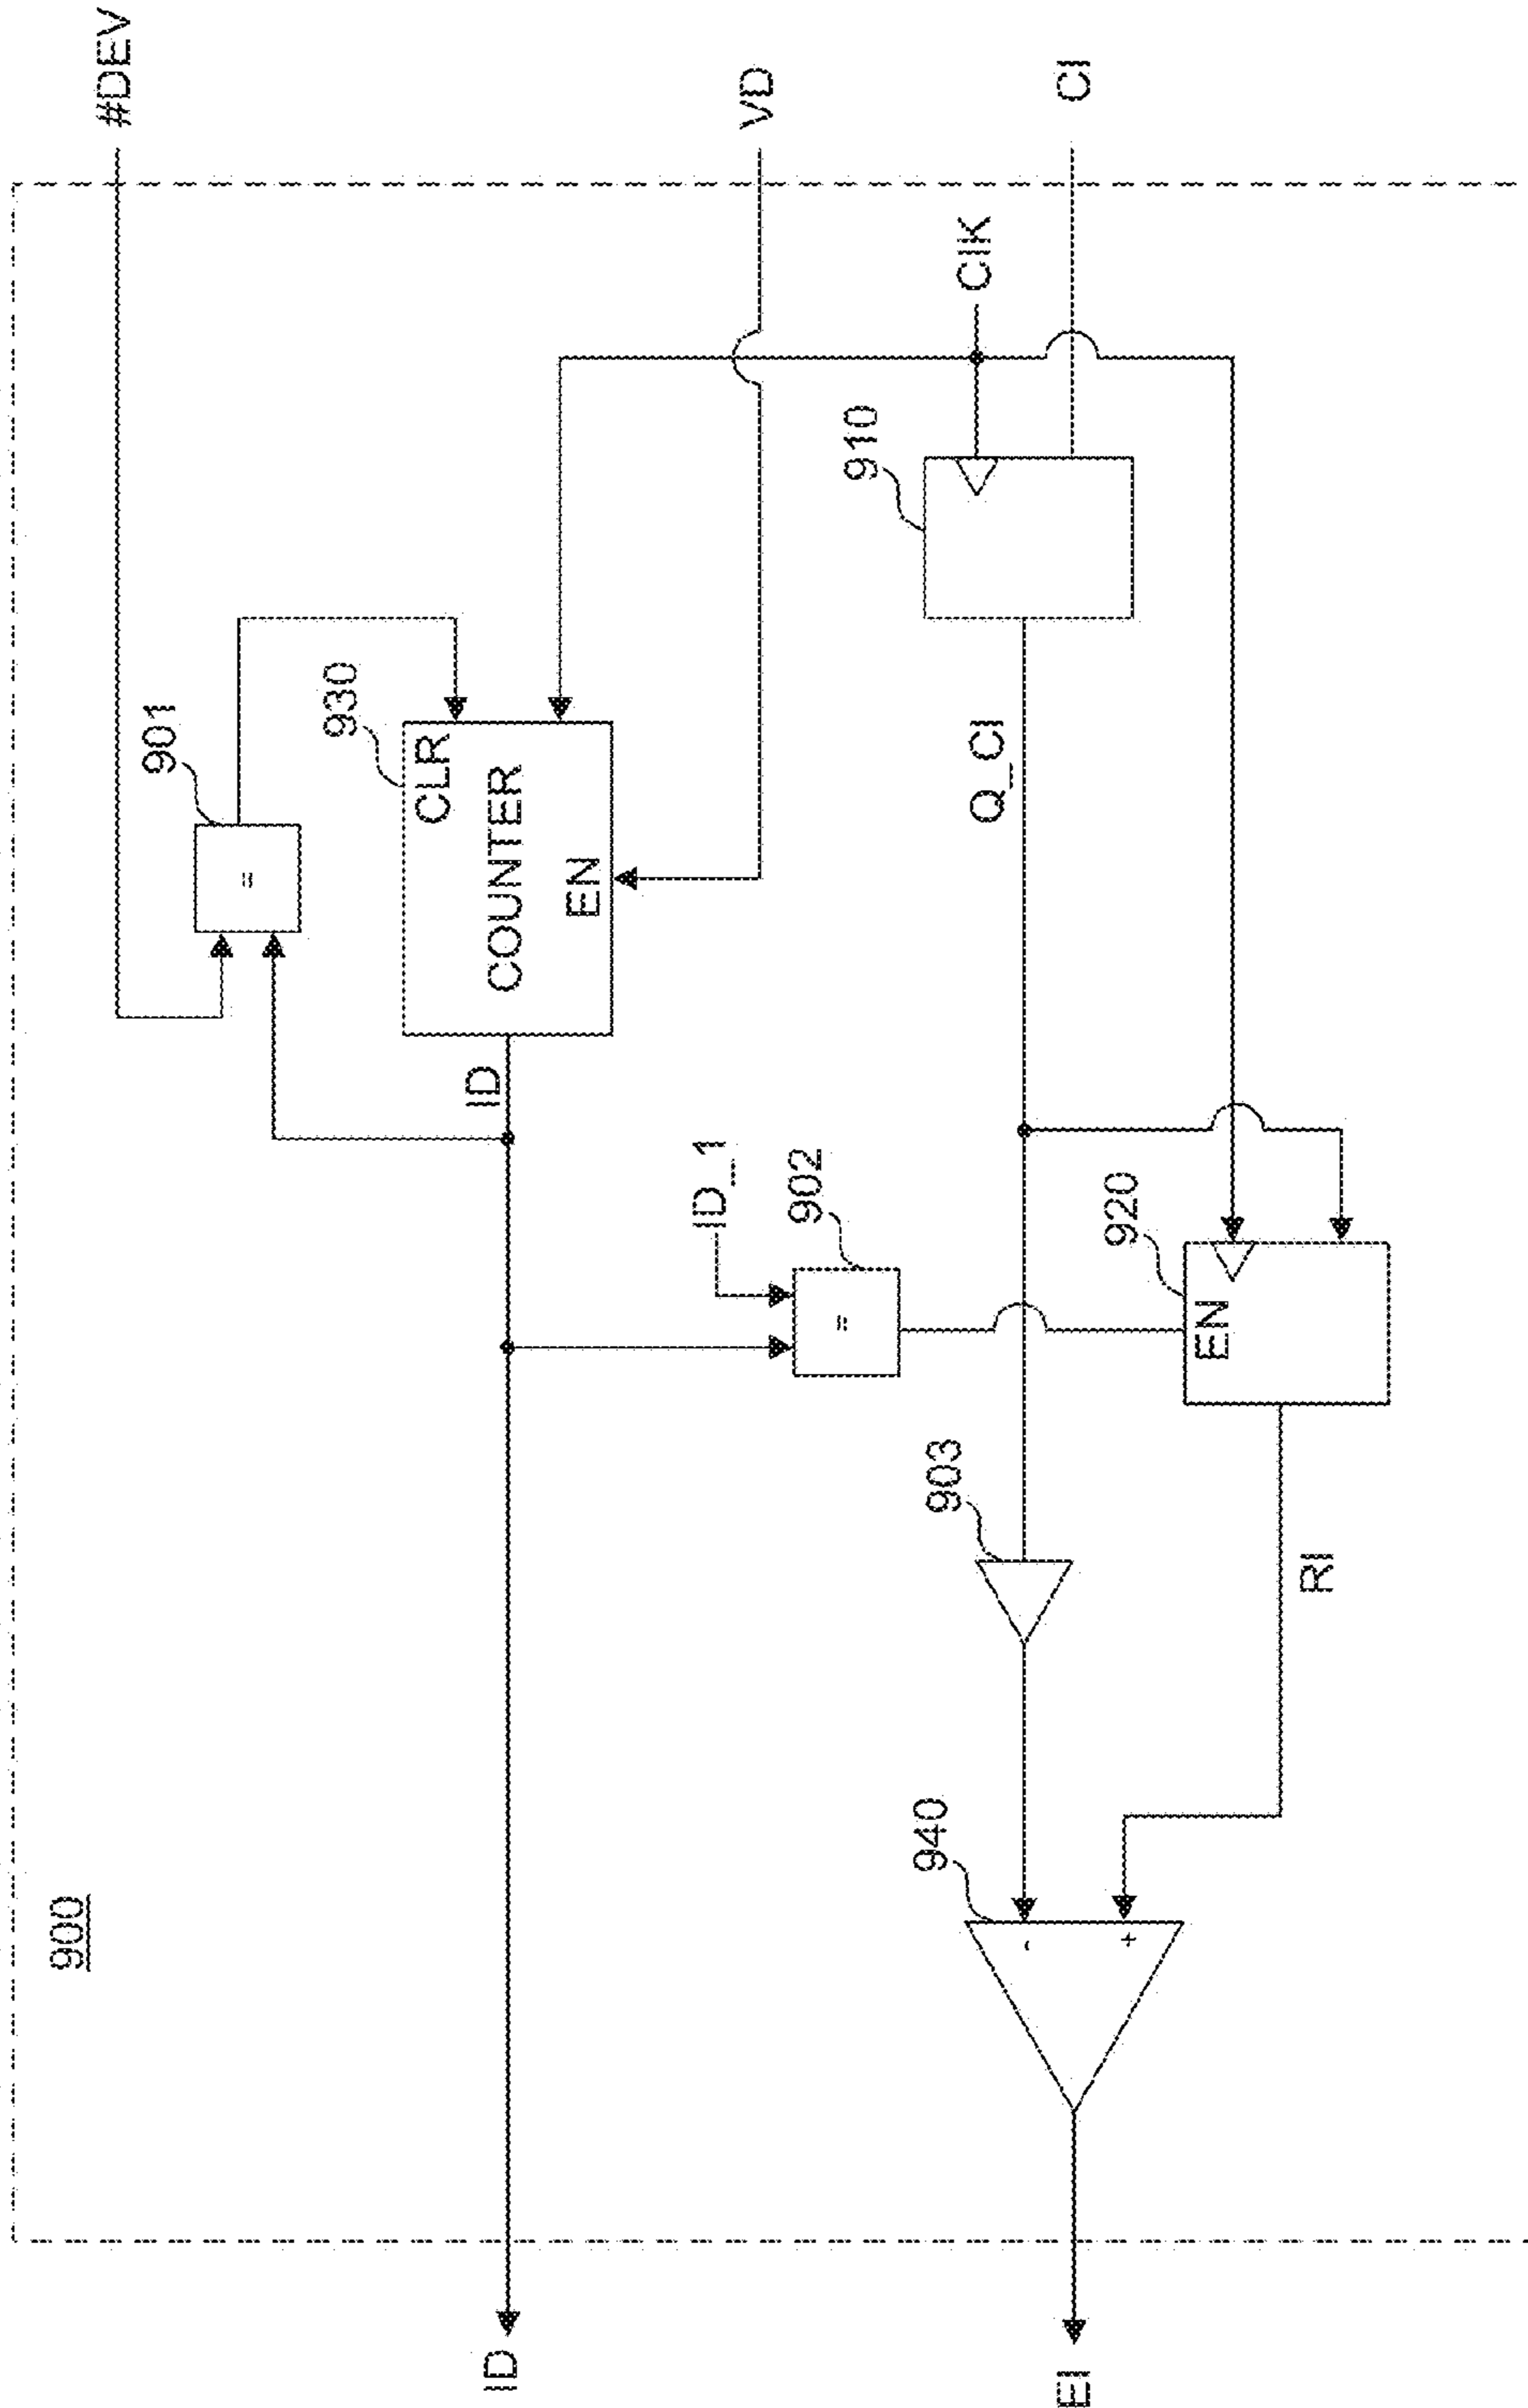 900
#DEV
901
=
930
CLR
COUNTER
EN
ID
ID
VD
ID_1
902
=
CIK
910
Q_CI
CI
903
920
EN
940
-
+
RI
EI